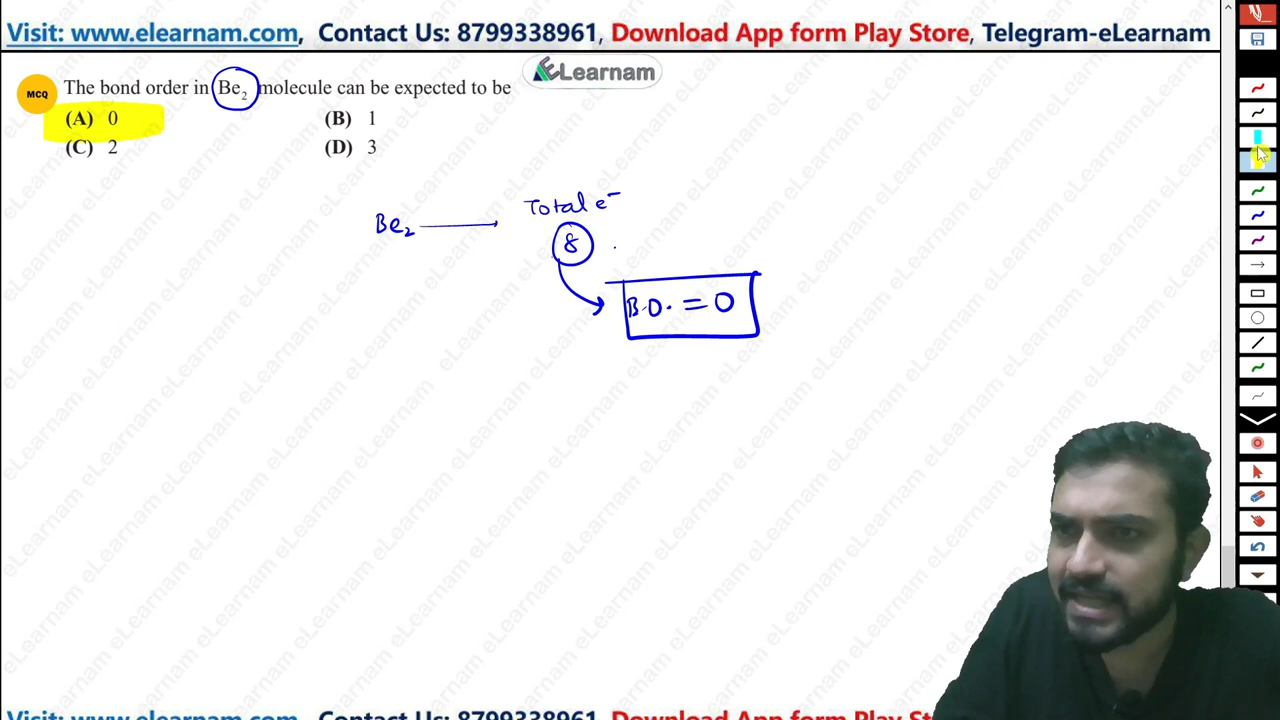 Visit: www.elearnam.com, Contact Us: 8799338961, Download App form Play Store, Telegram-eLearnam
eLearnam
MCQ
The bond order in Be₂ molecule can be expected to be
(A) 0
(B) 1
(C) 2
(D) 3
Total e⁻
Be₂
8
B.O. = 0
Visit: www.elearnam.com, Contact Us: 8799338961, Download App form Play Sto